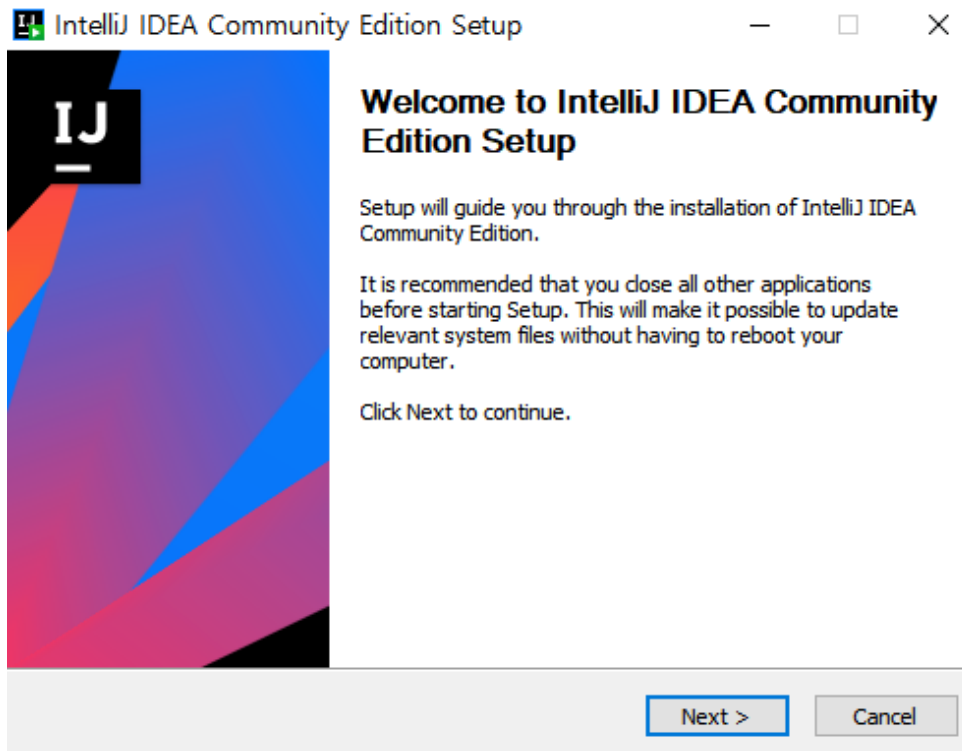 IntelliJ IDEA Community Edition Setup
IJ
Welcome to IntelliJ IDEA Community
Edition Setup
Setup will guide you through the installation of IntelliJ IDEA
Community Edition.
It is recommended that you close all other applications
before starting Setup. This will make it possible to update
relevant system files without having to reboot your
computer.
Click Next to continue.
Next >
Cancel